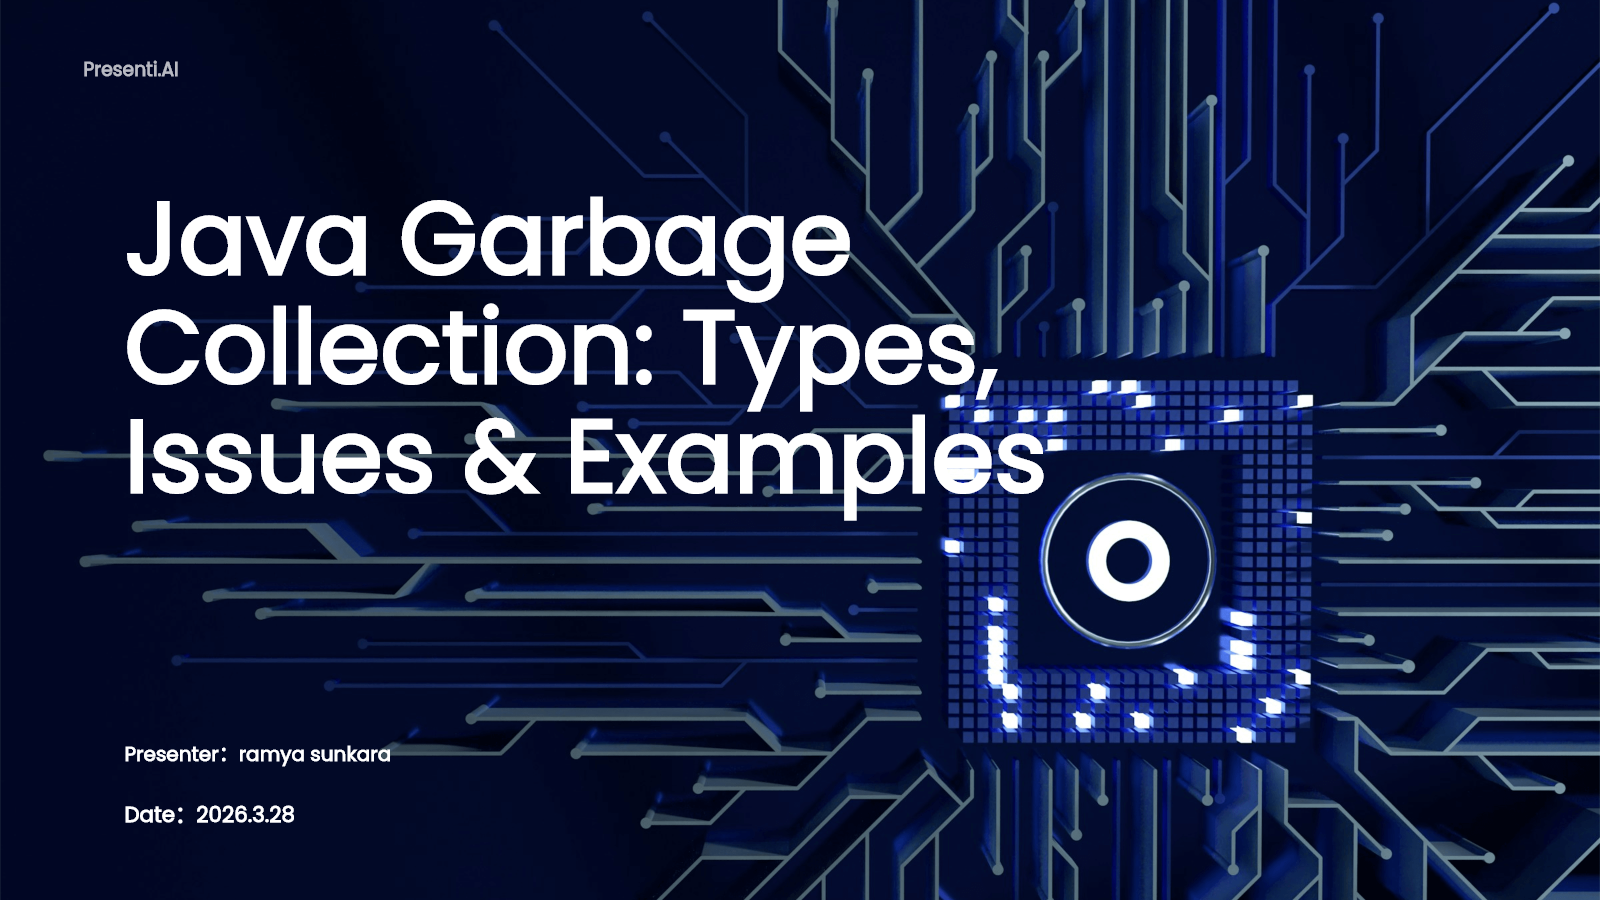 Presenti.AI
Java Garbage
Collection: Types,
Issues & Examples
Presenter：ramya sunkara
Date：2026.3.28